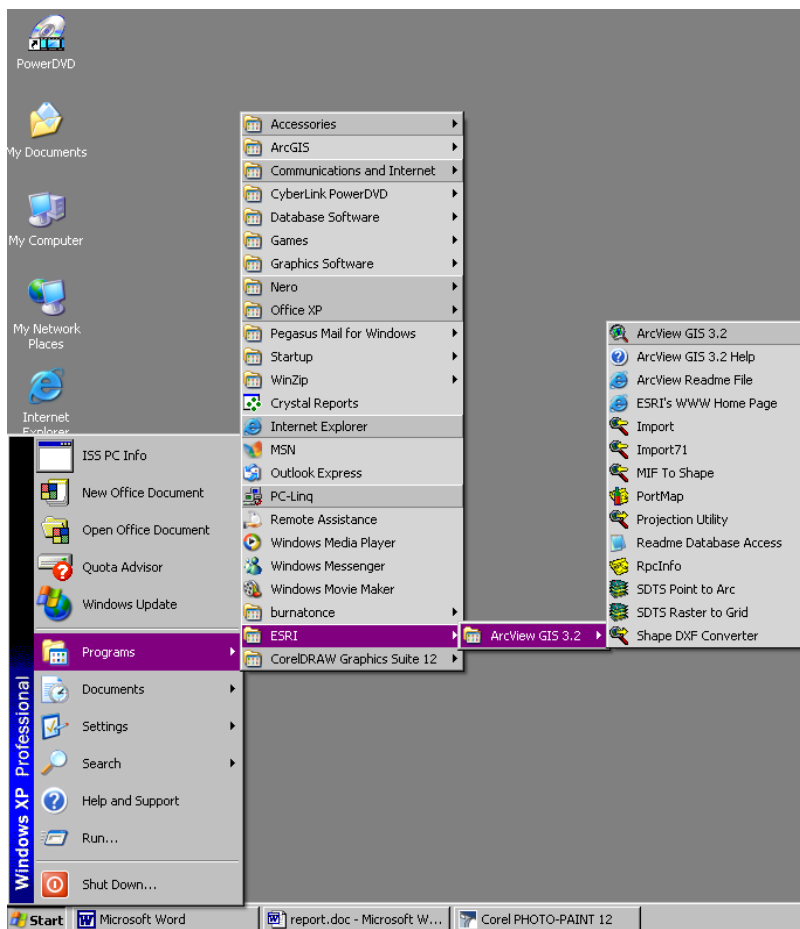 PowerDVD
My Documents
My Computer
My Network
Places
Internet
Explorer
ISS PC Info
New Office Document
Open Office Document
Quota Advisor
Windows Update
Programs
Documents
Settings
Search
Help and Support
Run...
Shut Down...
Windows XP Professional
Accessories
ArcGIS
Communications and Internet
CyberLink PowerDVD
Database Software
Games
Graphics Software
Nero
Office XP
Pegasus Mail for Windows
Startup
WinZip
Crystal Reports
Internet Explorer
MSN
Outlook Express
PC-Linq
Remote Assistance
Windows Media Player
Windows Messenger
Windows Movie Maker
burnatonce
ESRI
CorelDRAW Graphics Suite 12
ArcView GIS 3.2
ArcView GIS 3.2
ArcView GIS 3.2 Help
ArcView Readme File
ESRI's WWW Home Page
Import
Import71
MIF To Shape
PortMap
Projection Utility
Readme Database Access
RpcInfo
SDTS Point to Arc
SDTS Raster to Grid
Shape DXF Converter
Start
Microsoft Word
report.doc - Microsoft W...
Corel PHOTO-PAINT 12